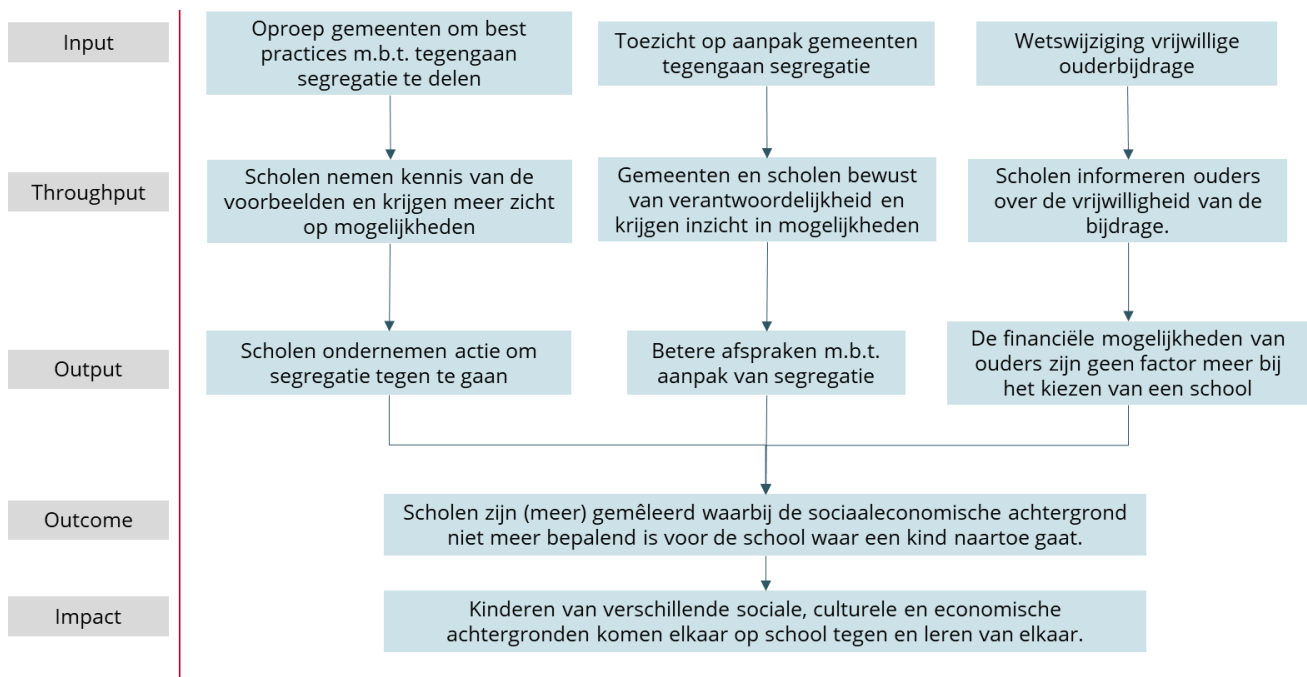 Input
Oproep gemeenten om best
practices m.b.t. tegengaan
segregatie te delen
Toezicht op aanpak gemeenten
tegengaan segregatie
Wetswijziging vrijwillige
ouderbijdrage
Throughput
Scholen nemen kennis van de
voorbeelden en krijgen meer zicht
op mogelijkheden
Gemeenten en scholen bewust
van verantwoordelijkheid en
krijgen inzicht in mogelijkheden
Scholen informeren ouders
over de vrijwilligheid van de
bijdrage.
Output
Scholen ondernemen actie om
segregatie tegen te gaan
Betere afspraken m.b.t.
aanpak van segregatie
De financiële mogelijkheden van
ouders zijn geen factor meer bij
het kiezen van een school
Outcome
Scholen zijn (meer) gemêleerd waarbij de sociaaleconomische achtergrond
niet meer bepalend is voor de school waar een kind naartoe gaat.
Impact
Kinderen van verschillende sociale, culturele en economische
achtergronden komen elkaar op school tegen en leren van elkaar.